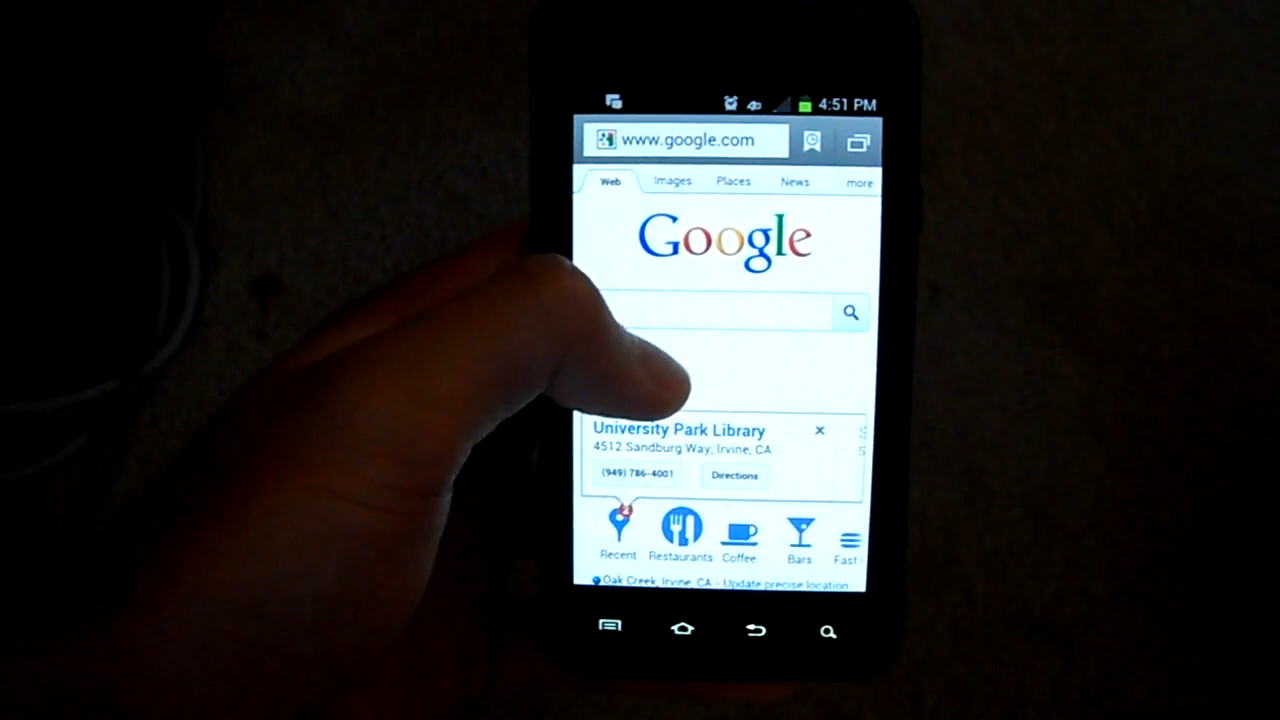 4:51 PM
www.google.com
Web Images Places News more
Google
University Park Library
4512 Sandburg Way, Irvine, CA
(949) 786-4001 Directions
Recent Restaurants Coffee Bars Fast
Oak Creek, Irvine, CA - Update precise location